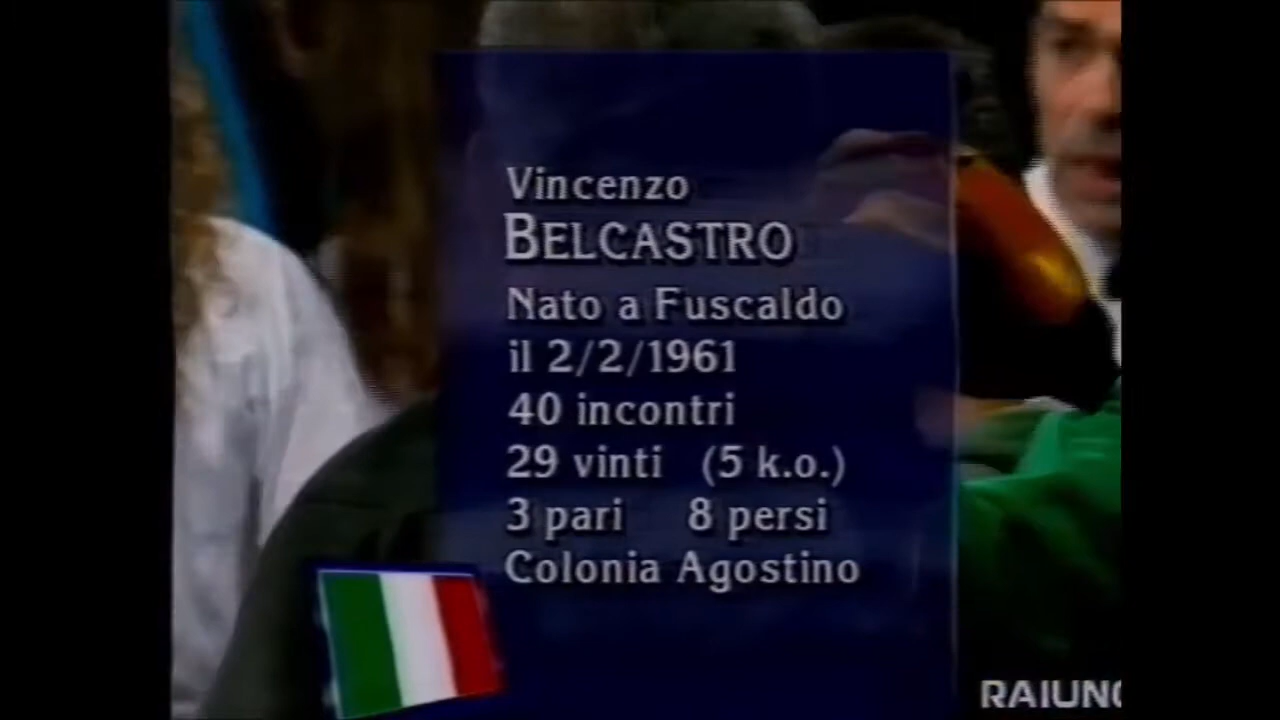 Vincenzo
BELCASTRO
Nato a Fuscaldo
il 2/2/1961
40 incontri
29 vinti (5 k.o.)
3 pari 8 persi
Colonia Agostino
RAIUNO